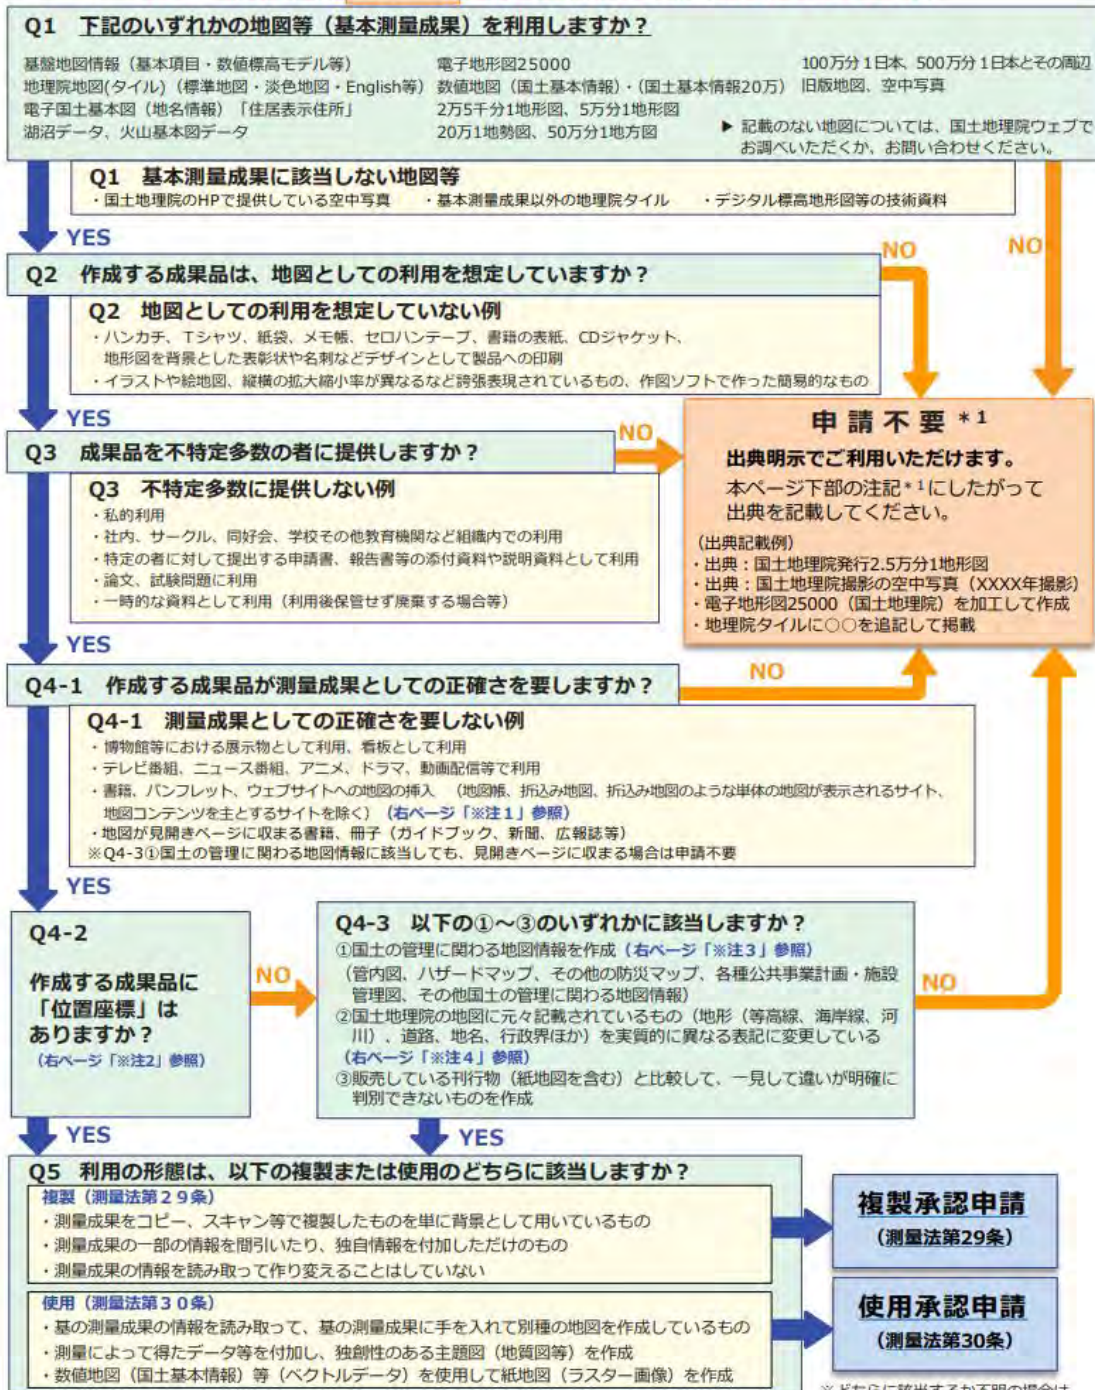 Q1 下記のいずれかの地図等（基本測量成果）を利用しますか？
基盤地図情報（基本項目・数値標高モデル等）
地理院地図(タイル)（標準地図・淡色地図・English等）
電子国土基本図（地名情報）「住居表示住所」
湖沼データ、火山基本図データ
電子地形図25000
数値地図（国土基本情報）・（国土基本情報20万）
2万5千分1地形図、5万分1地形図
20万1地勢図、50万分1地方図
100万分１日本、500万分１日本とその周辺
旧版地図、空中写真
▶ 記載のない地図については、国土地理院ウェブで
お調べいただくか、お問い合わせください。
Q1 基本測量成果に該当しない地図等
・国土地理院のHPで提供している空中写真 ・基本測量成果以外の地理院タイル ・デジタル標高地形図等の技術資料
YES
NO
NO
Q2 作成する成果品は、地図としての利用を想定していますか？
Q2 地図としての利用を想定していない例
・ハンカチ、Tシャツ、紙袋、メモ帳、セロハンテープ、書籍の表紙、CDジャケット、
地形図を背景とした表彰状や名刺などデザインとして製品への印刷
・イラストや絵地図、縦横の拡大縮小率が異なるなど誇張表現されているもの、作図ソフトで作った簡易的なもの
YES
NO
Q3 成果品を不特定多数の者に提供しますか？
Q3 不特定多数に提供しない例
・私的利用
・社内、サークル、同好会、学校その他教育機関など組織内での利用
・特定の者に対して提出する申請書、報告書等の添付資料や説明資料として利用
・論文、試験問題に利用
・一時的な資料として利用（利用後保管せず廃棄する場合等）
申請不要 *1
出典明示でご利用いただけます。
本ページ下部の注記*1にしたがって
出典を記載してください。
（出典記載例）
・出典：国土地理院発行2.5万分1地形図
・出典：国土地理院撮影の空中写真（XXXX年撮影）
・電子地形図25000（国土地理院）を加工して作成
・地理院タイルに○○を追記して掲載
YES
NO
Q4-1 作成する成果品が測量成果としての正確さを要しますか？
Q4-1 測量成果としての正確さを要しない例
・博物館等における展示物として利用、看板として利用
・テレビ番組、ニュース番組、アニメ、ドラマ、動画配信等で利用
・書籍、パンフレット、ウェブサイトへの地図の挿入 （地図帳、折込み地図、折込み地図のような単体の地図が表示されるサイト、
地図コンテンツを主とするサイトを除く）（右ページ「※注１」参照）
・地図が見開きページに収まる書籍、冊子（ガイドブック、新聞、広報誌等）
※Q4-3①国土の管理に関わる地図情報に該当しても、見開きページに収まる場合は申請不要
YES
Q4-2
作成する成果品に
「位置座標」は
ありますか？
（右ページ「※注2」参照）
NO
Q4-3 以下の①～③のいずれかに該当しますか？
①国土の管理に関わる地図情報を作成（右ページ「※注３」参照）
（管内図、ハザードマップ、その他の防災マップ、各種公共事業計画・施設
管理図、その他国土の管理に関わる地図情報）
②国土地理院の地図に元々記載されているもの（地形（等高線、海岸線、河
川）、道路、地名、行政界ほか）を実質的に異なる表記に変更している
（右ページ「※注４」参照）
③販売している刊行物（紙地図を含む）と比較して、一見して違いが明確に
判別できないものを作成
NO
YES
YES
Q5 利用の形態は、以下の複製または使用のどちらに該当しますか？
複製（測量法第２９条）
・測量成果をコピー、スキャン等で複製したものを単に背景として用いているもの
・測量成果の一部の情報を間引いたり、独自情報を付加しただけのもの
・測量成果の情報を読み取って作り変えることはしていない
複製承認申請
（測量法第29条）
使用（測量法第３０条）
・基の測量成果の情報を読み取って、基の測量成果に手を入れて別種の地図を作成しているもの
・測量によって得たデータ等を付加し、独創性のある主題図（地質図等）を作成
・数値地図（国土基本情報）等（ベクトルデータ）を使用して紙地図（ラスター画像）を作成
使用承認申請
（測量法第30条）
※どちらに該当するか不明の場合は